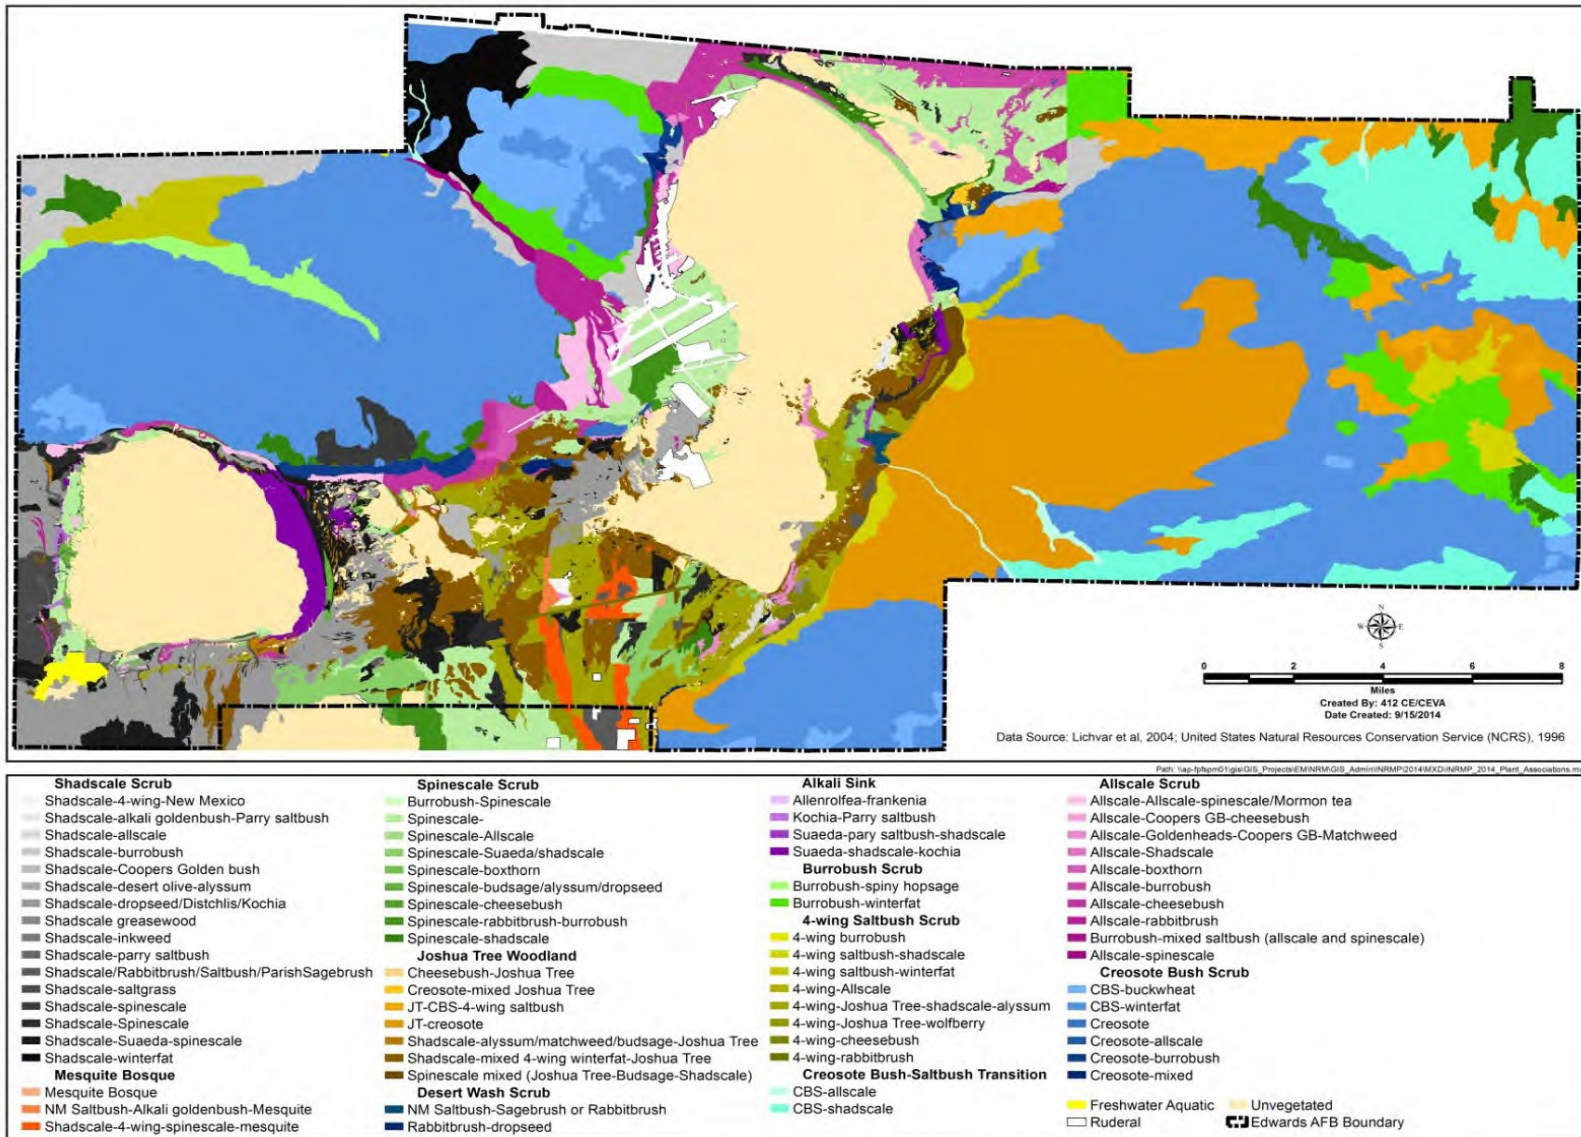 N
W
E
S
0 2 4 6 8
Miles
Created By: 412 CE/CEVA
Date Created: 9/15/2014
Data Source: Lichvar et al, 2004; United States Natural Resources Conservation Service (NCRS), 1996
Path: \\ap-fpfspm01\gis\GIS_Projects\EM\NRM\GIS_Admin\INRMP\2014\MXD\INRMP_2014_Plant_Associations.m
Shadscale Scrub
Shadscale-4-wing-New Mexico
Shadscale-alkali goldenbush-Parry saltbush
Shadscale-allscale
Shadscale-burrobush
Shadscale-Coopers Golden bush
Shadscale-desert olive-alyssum
Shadscale-dropseed/Distchlis/Kochia
Shadscale greasewood
Shadscale-inkweed
Shadscale-parry saltbush
Shadscale/Rabbitbrush/Saltbush/ParishSagebrush
Shadscale-saltgrass
Shadscale-spinescale
Shadscale-Spinescale
Shadscale-Suaeda-spinescale
Shadscale-winterfat
Mesquite Bosque
Mesquite Bosque
NM Saltbush-Alkali goldenbush-Mesquite
Shadscale-4-wing-spinescale-mesquite
Spinescale Scrub
Burrobush-Spinescale
Spinescale-
Spinescale-Allscale
Spinescale-Suaeda/shadscale
Spinescale-boxthorn
Spinescale-budsage/alyssum/dropseed
Spinescale-cheesebush
Spinescale-rabbitbrush-burrobush
Spinescale-shadscale
Joshua Tree Woodland
Cheesebush-Joshua Tree
Creosote-mixed Joshua Tree
JT-CBS-4-wing saltbush
JT-creosote
Shadscale-alyssum/matchweed/budsage-Joshua Tree
Shadscale-mixed 4-wing winterfat-Joshua Tree
Spinescale mixed (Joshua Tree-Budsage-Shadscale)
Desert Wash Scrub
NM Saltbush-Sagebrush or Rabbitbrush
Rabbitbrush-dropseed
Alkali Sink
Allenrolfea-frankenia
Kochia-Parry saltbush
Suaeda-pary saltbush-shadscale
Suaeda-shadscale-kochia
Burrobush Scrub
Burrobush-spiny hopsage
Burrobush-winterfat
4-wing Saltbush Scrub
4-wing burrobush
4-wing saltbush-shadscale
4-wing saltbush-winterfat
4-wing-Allscale
4-wing-Joshua Tree-shadscale-alyssum
4-wing-Joshua Tree-wolfberry
4-wing-cheesebush
4-wing-rabbitbrush
Creosote Bush-Saltbush Transition
CBS-allscale
CBS-shadscale
Allscale Scrub
Allscale-Allscale-spinescale/Mormon tea
Allscale-Coopers GB-cheesebush
Allscale-Goldenheads-Coopers GB-Matchweed
Allscale-Shadscale
Allscale-boxthorn
Allscale-burrobush
Allscale-cheesebush
Allscale-rabbitbrush
Burrobush-mixed saltbush (allscale and spinescale)
Allscale-spinescale
Creosote Bush Scrub
CBS-buckwheat
CBS-winterfat
Creosote
Creosote-allscale
Creosote-burrobush
Creosote-mixed
Freshwater Aquatic
Unvegetated
Ruderal
Edwards AFB Boundary